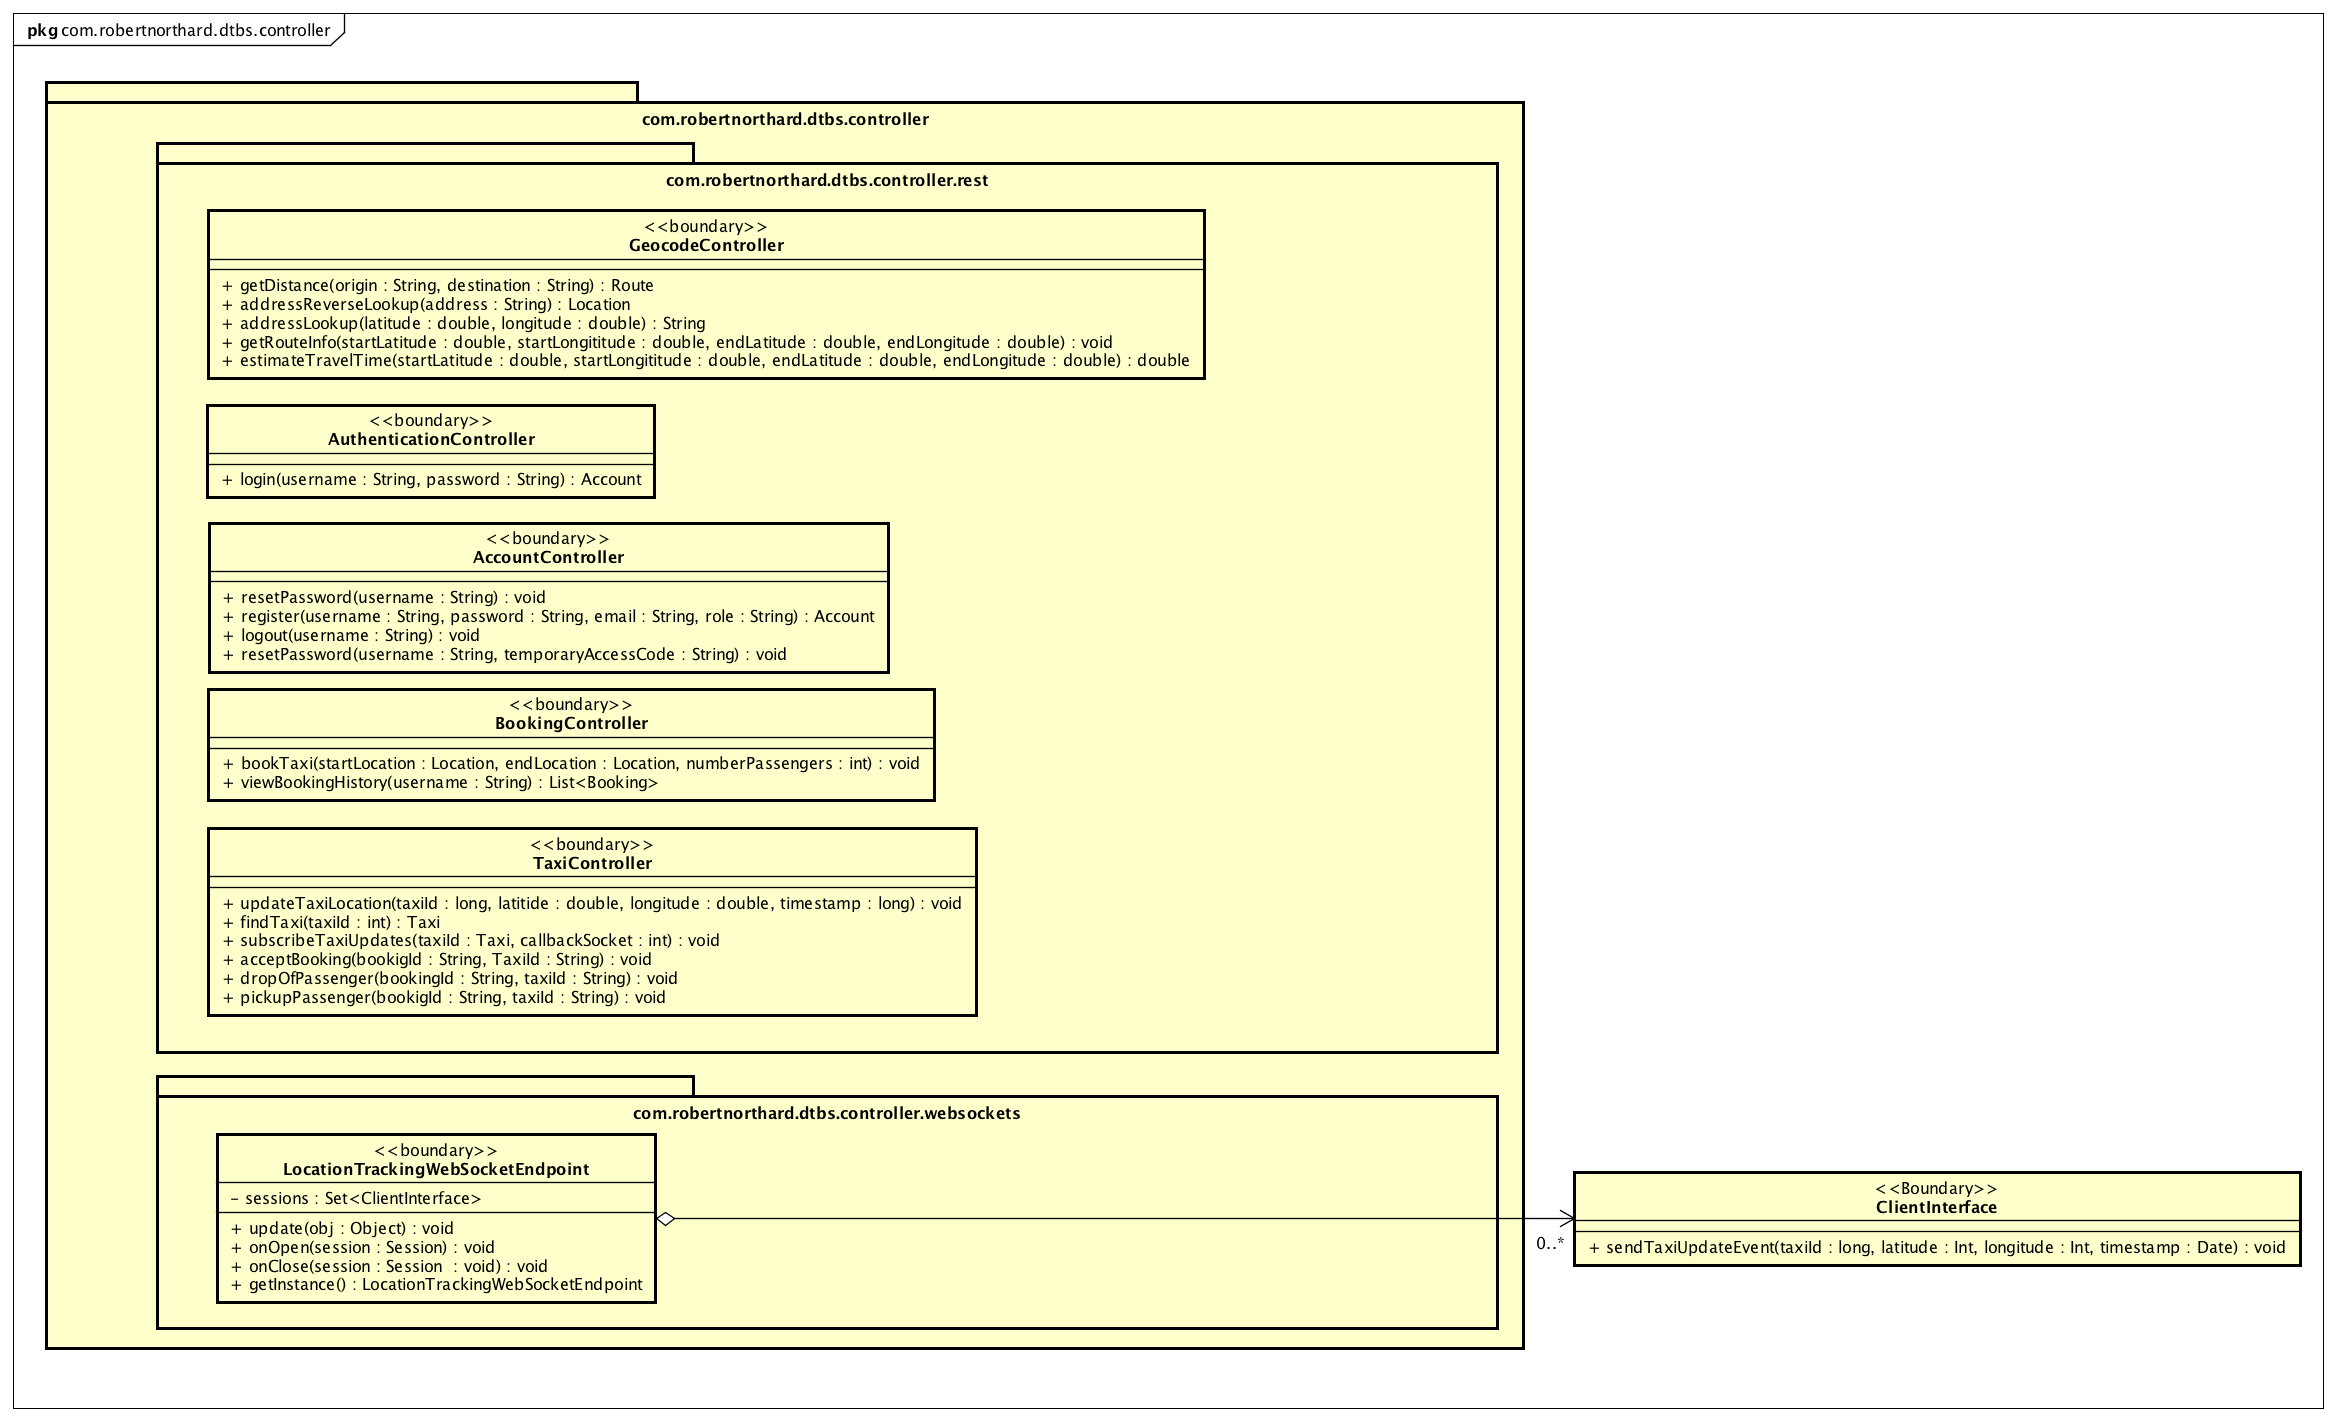 pkg com.robertnorthard.dtbs.controller
com.robertnorthard.dtbs.controller
com.robertnorthard.dtbs.controller.rest
<<boundary>>
GeocodeController
+ getDistance(origin : String, destination : String) : Route
+ addressReverseLookup(address : String) : Location
+ addressLookup(latitude : double, longitude : double) : String
+ getRouteInfo(startLatitude : double, startLongititude : double, endLatitude : double, endLongitude : double) : void
+ estimateTravelTime(startLatitude : double, startLongititude : double, endLatitude : double, endLongitude : double) : double
<<boundary>>
AuthenticationController
+ login(username : String, password : String) : Account
<<boundary>>
AccountController
+ resetPassword(username : String) : void
+ register(username : String, password : String, email : String, role : String) : Account
+ logout(username : String) : void
+ resetPassword(username : String, temporaryAccessCode : String) : void
<<boundary>>
BookingController
+ bookTaxi(startLocation : Location, endLocation : Location, numberPassengers : int) : void
+ viewBookingHistory(username : String) : List<Booking>
<<boundary>>
TaxiController
+ updateTaxiLocation(taxiId : long, latitide : double, longitude : double, timestamp : long) : void
+ findTaxi(taxiId : int) : Taxi
+ subscribeTaxiUpdates(taxiId : Taxi, callbackSocket : int) : void
+ acceptBooking(bookigId : String, TaxiId : String) : void
+ dropOfPassenger(bookingId : String, taxiId : String) : void
+ pickupPassenger(bookigId : String, taxiId : String) : void
com.robertnorthard.dtbs.controller.websockets
<<boundary>>
LocationTrackingWebSocketEndpoint
- sessions : Set<ClientInterface>
+ update(obj : Object) : void
+ onOpen(session : Session) : void
+ onClose(session : Session : void) : void
+ getInstance() : LocationTrackingWebSocketEndpoint
0..*
<<Boundary>>
ClientInterface
+ sendTaxiUpdateEvent(taxiId : long, latitude : Int, longitude : Int, timestamp : Date) : void